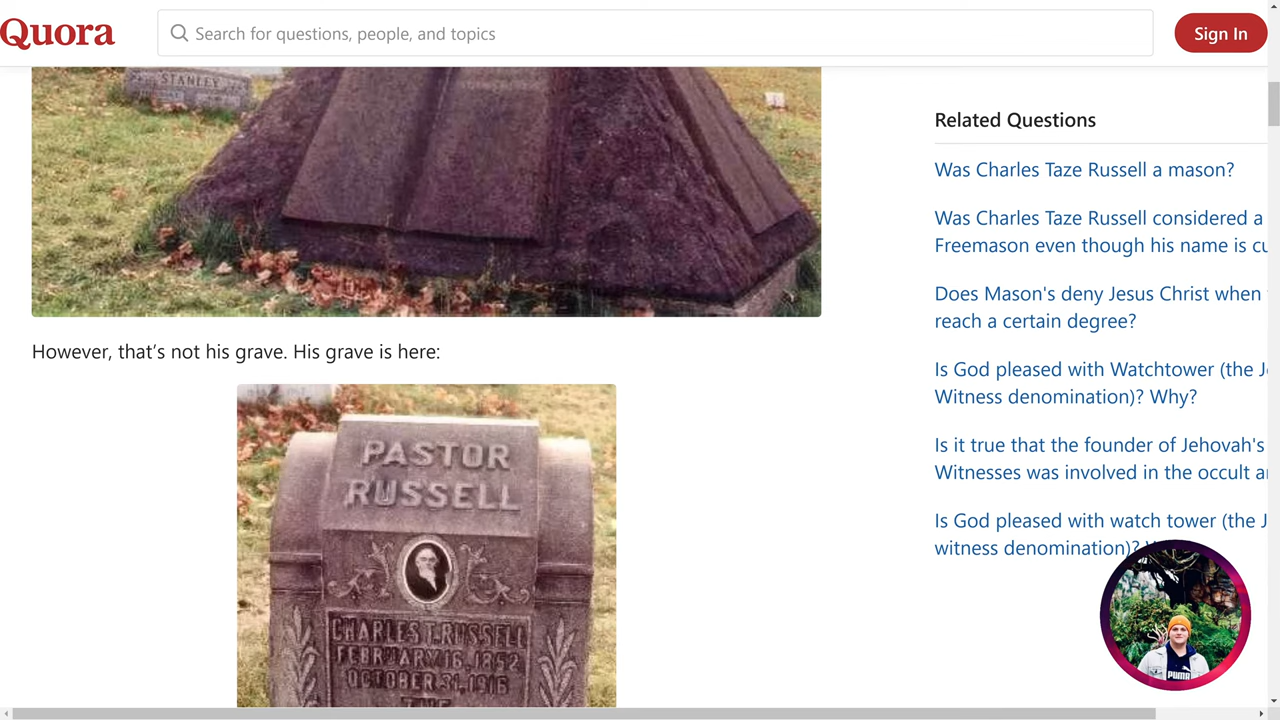 Quora
Search for questions, people, and topics
Sign In
STANLEY
Related Questions
Was Charles Taze Russell a mason?
Was Charles Taze Russell considered a
Freemason even though his name is cu
Does Mason's deny Jesus Christ when
reach a certain degree?
Is God pleased with Watchtower (the J
Witness denomination)? Why?
Is it true that the founder of Jehovah's
Witnesses was involved in the occult a
Is God pleased with watch tower (the J
witness denomination)?
However, that’s not his grave. His grave is here:
PASTOR
RUSSELL
CHARLES T. RUSSELL
FEBRUARY 16, 1852
OCTOBER 31, 1916
THE
PUMA